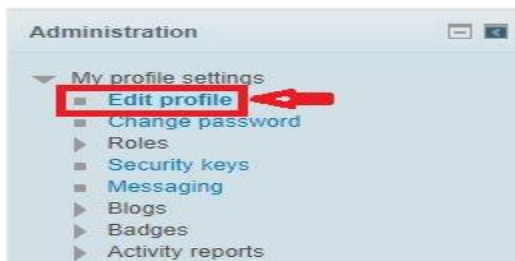 Administration
My profile settings
Edit profile
Change password
Roles
Security keys
Messaging
Blogs
Badges
Activity reports